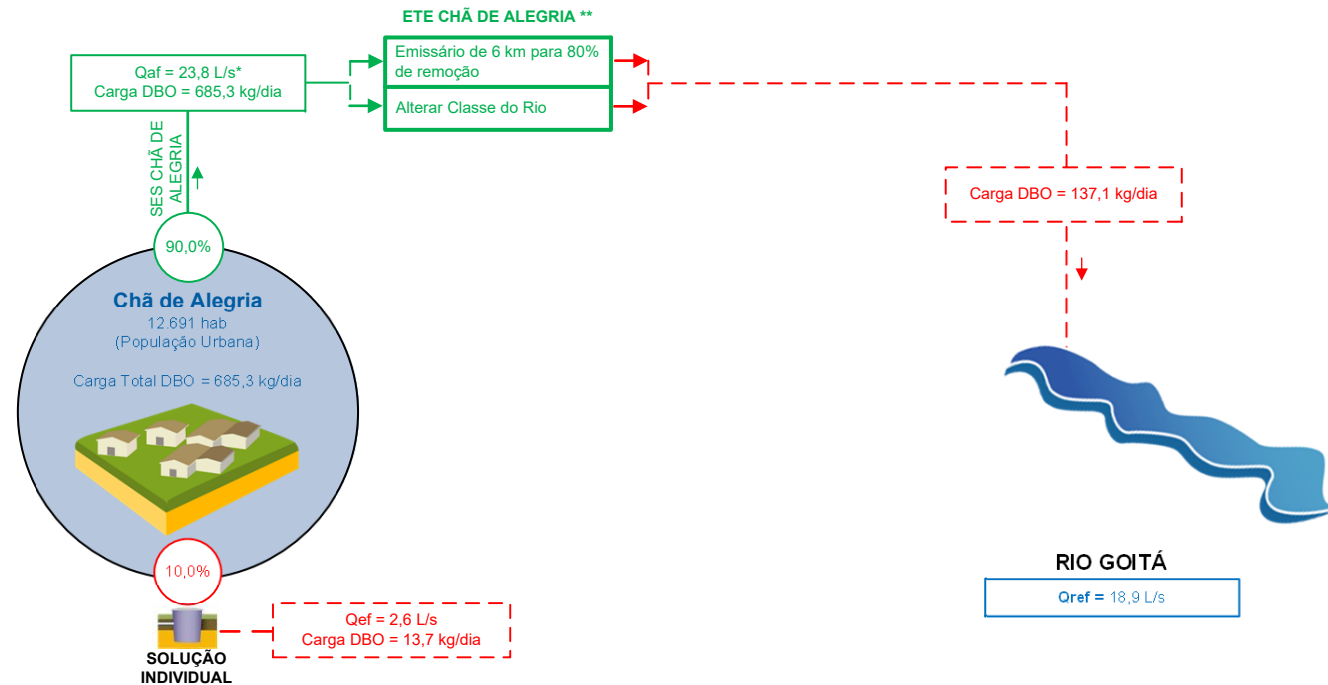 ETE CHÃ DE ALEGRIA **
Emissário de 6 km para 80%
de remoção
Alterar Classe do Rio
Qaf = 23,8 L/s*
Carga DBO = 685,3 kg/dia
SES CHÃ DE
ALEGRIA
90,0%
Carga DBO = 137,1 kg/dia
Chã de Alegria
12.691 hab
(População Urbana)
Carga Total DBO = 685,3 kg/dia
10,0%
Qef = 2,6 L/s
Carga DBO = 13,7 kg/dia
SOLUÇÃO
INDIVIDUAL
RIO GOITÁ
Qref = 18,9 L/s